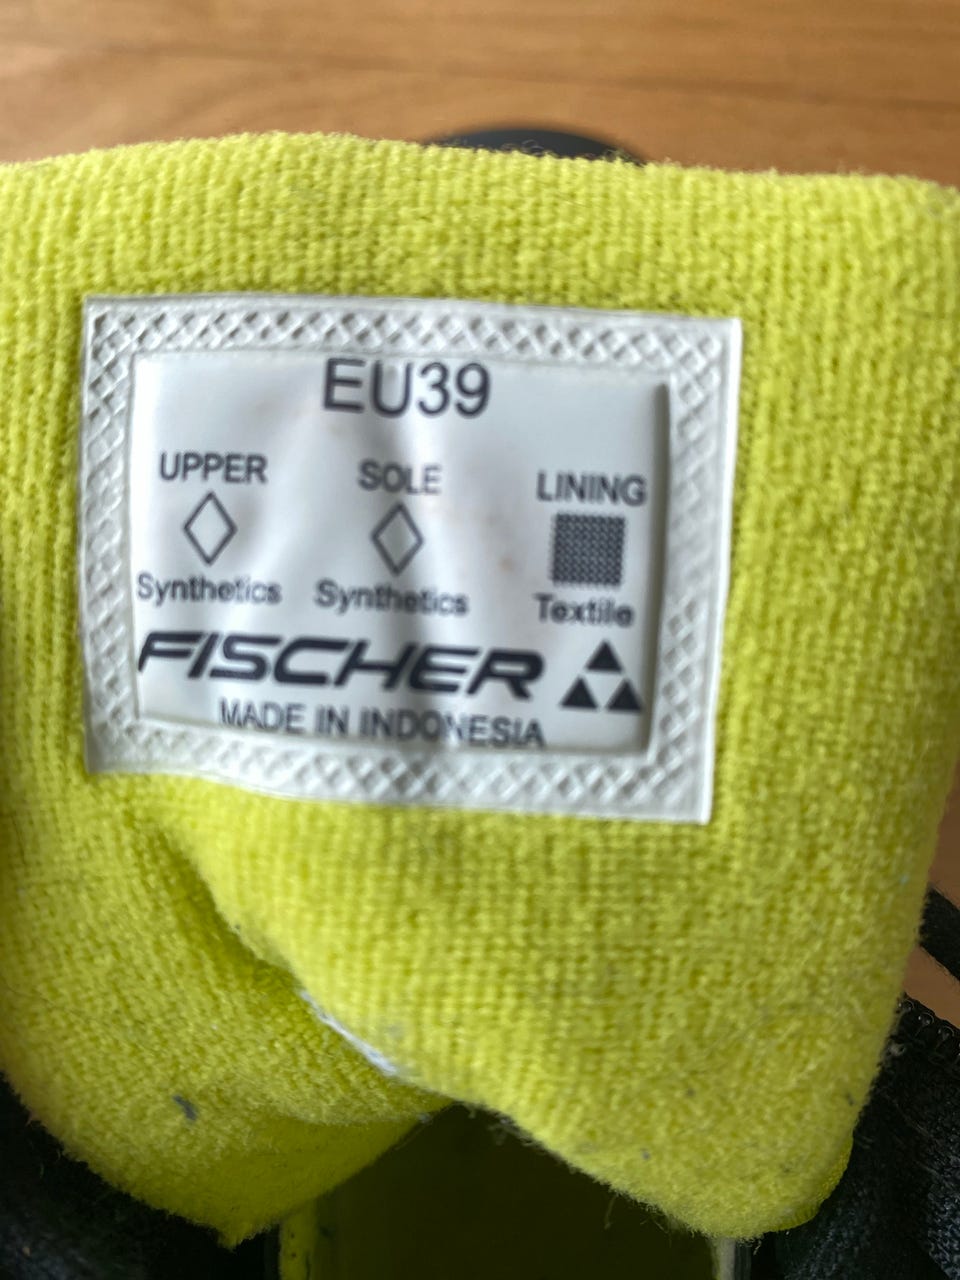 EU39
UPPER SOLE LINING
Synthetics Synthetics Textile
FISCHER
MADE IN INDONESIA